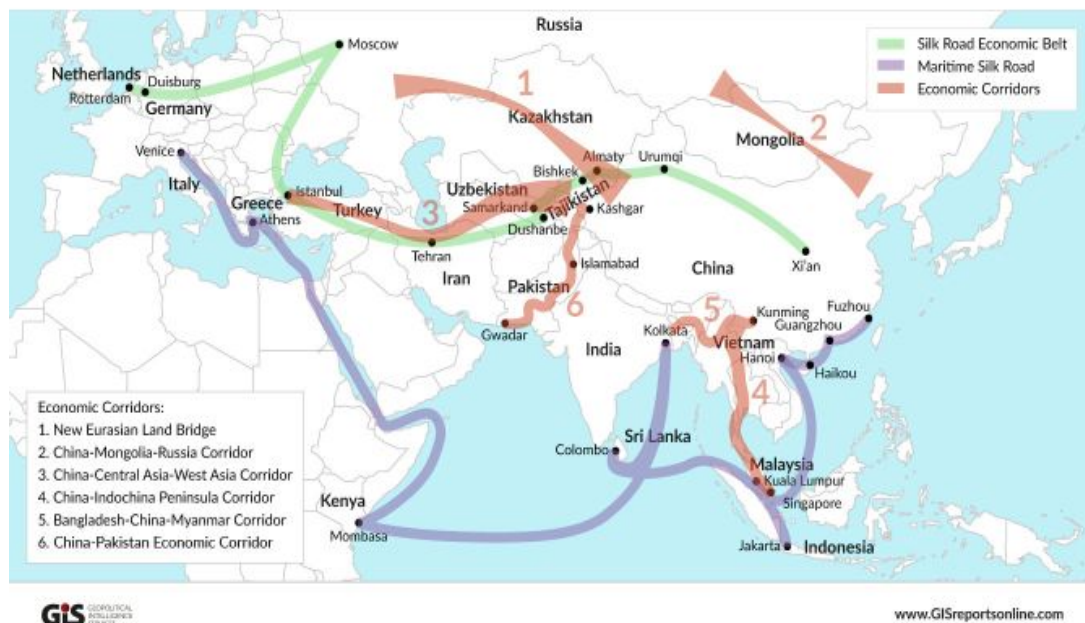 Russia
Moscow
Silk Road Economic Belt
Maritime Silk Road
Economic Corridors
Netherlands
Duisburg
Rotterdam
Germany
1
Kazakhstan
Mongolia
2
Venice
Italy
Almaty
Urumqi
Bishkek
Istanbul
Greece
Turkey
Athens
3
Uzbekistan
Samarkand
Tajikistan
Kashgar
Dushanbe
Tehran
Iran
Islamabad
Pakistan
6
Gwadar
China
Xi'an
Kolkata
India
5
Kunming
Fuzhou
Guangzhou
Vietnam
Hanoi
Haikou
4
Colombo
Sri Lanka
Malaysia
Kuala Lumpur
Singapore
Jakarta
Indonesia
Kenya
Mombasa
Economic Corridors:
1. New Eurasian Land Bridge
2. China-Mongolia-Russia Corridor
3. China-Central Asia-West Asia Corridor
4. China-Indochina Peninsula Corridor
5. Bangladesh-China-Myanmar Corridor
6. China-Pakistan Economic Corridor
GIS
GEOPOLITICAL
INTELLIGENCE
SERVICES
www.GISreportsonline.com